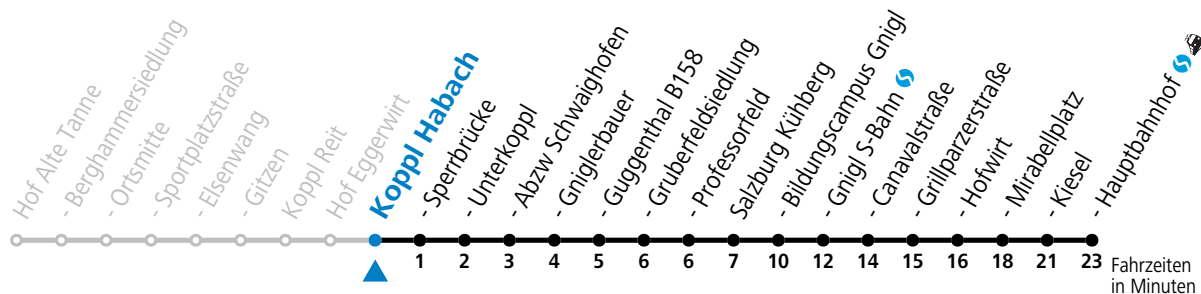 Hof Alte Tanne
- Berghammersiedlung
- Ortsmitte
- Sportplatzstraße
- Elsenwang
- Gitzen
Koppl Reit
Hof Eggerwirt
Koppl Habach
- Sperrbrücke
- Unterkoppl
- Abzw Schwaighofen
- Gniglerbauer
- Guggenthal B158
- Gruberfeldsiedlung
- Professorfeld
Salzburg Kühberg
- Bildungscampus Gnigl
- Gnigl S-Bahn
- Canavalstraße
- Grillparzerstraße
- Hofwirt
- Mirabellplatz
- Kiesel
- Hauptbahnhof
1 2 3 4 5 6 6 7 10 12 14 15 16 18 21 23
Fahrzeiten
in Minuten